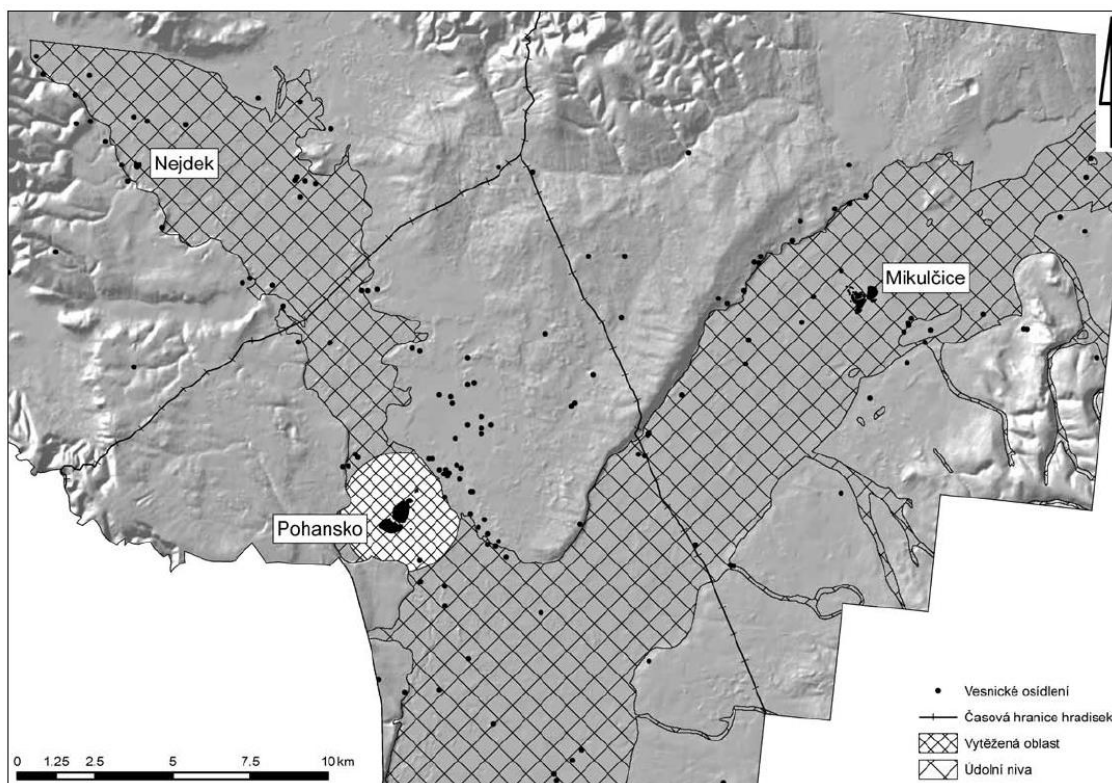 Nejdek
Mikulčice
Pohansko
Vesnické osídlení
Časová hranice hradisek
Vytěžená oblast
Údolní niva
0 1.25 2.5 5 7.5 10 km